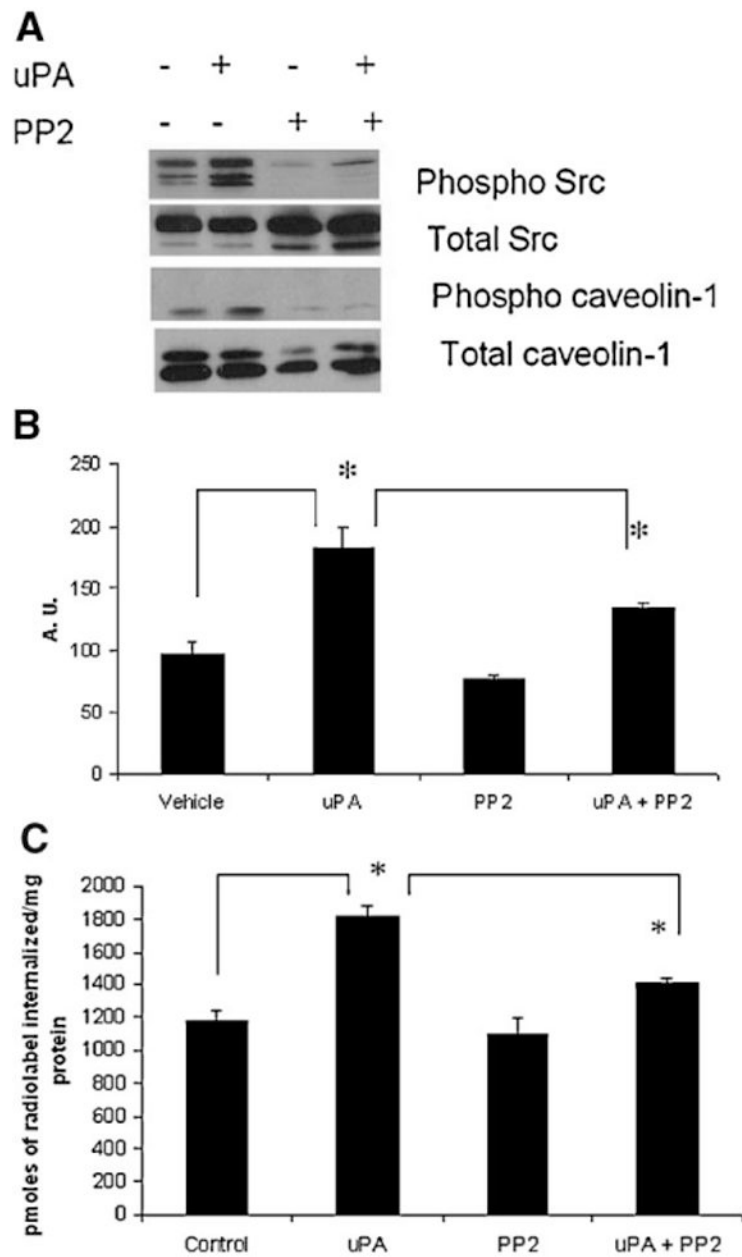 A
uPA - + - +
PP2 - - + +
Phospho Src
Total Src
Phospho caveolin-1
Total caveolin-1
B
250
200
150
100
50
0
A. U.
*
*
Vehicle uPA PP2 uPA + PP2
C
2000
1800
1600
1400
1200
1000
800
600
400
200
0
pmoles of radiolabel internalized/mg
protein
*
*
Control uPA PP2 uPA + PP2